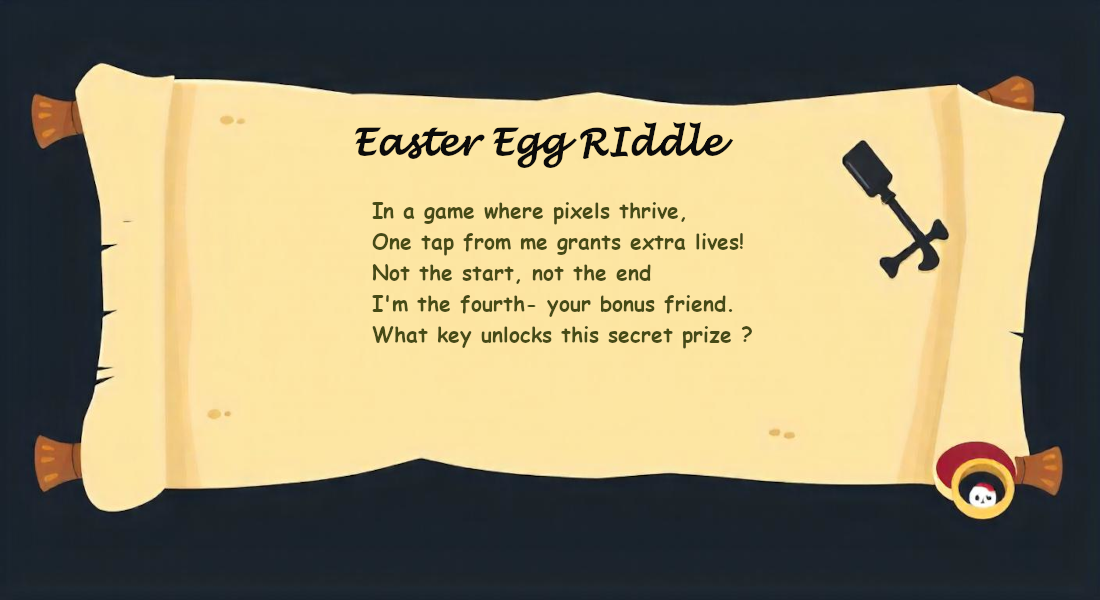 Easter Egg RIddle
In a game where pixels thrive,
One tap from me grants extra lives!
Not the start, not the end
I'm the fourth- your bonus friend.
What key unlocks this secret prize ?